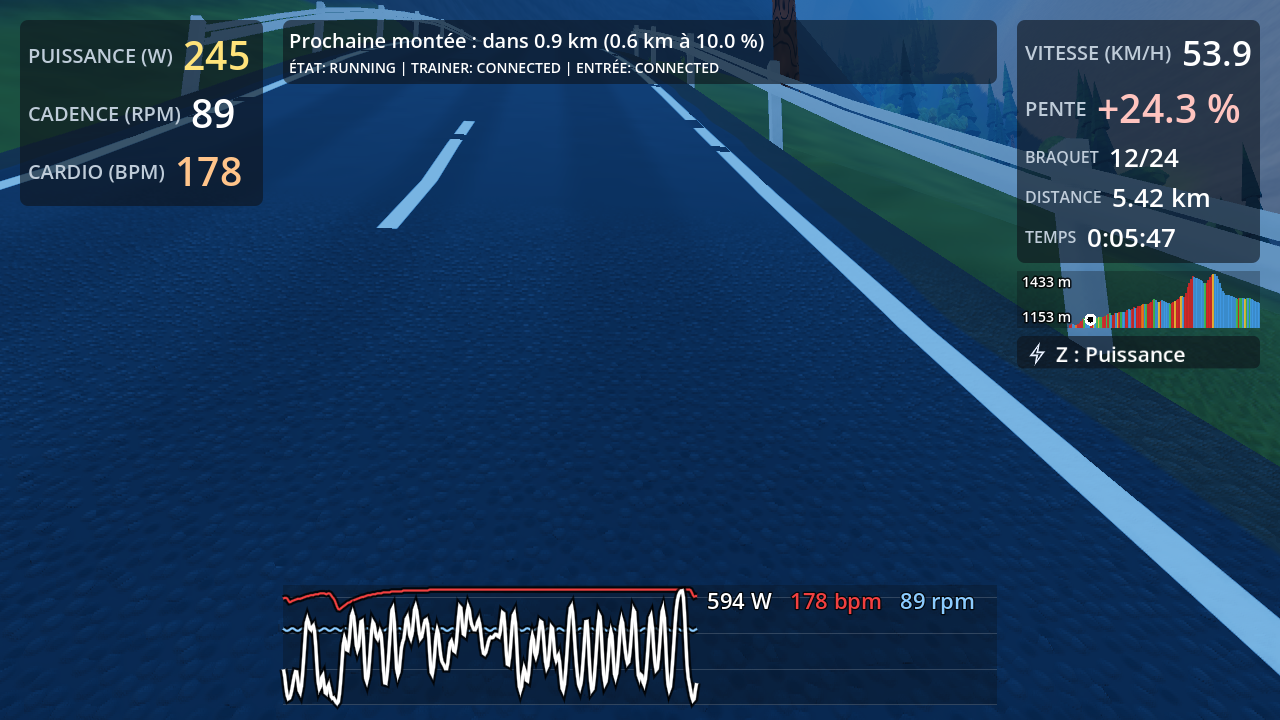 PUISSANCE (W) 245
CADENCE (RPM) 89
CARDIO (BPM) 178
Prochaine montée : dans 0.9 km (0.6 km à 10.0 %)
ÉTAT: RUNNING | TRAINER: CONNECTED | ENTRÉE: CONNECTED
VITESSE (KM/H) 53.9
PENTE +24.3 %
BRAQUET 12/24
DISTANCE 5.42 km
TEMPS 0:05:47
1433 m
1153 m
Z : Puissance
594 W 178 bpm 89 rpm